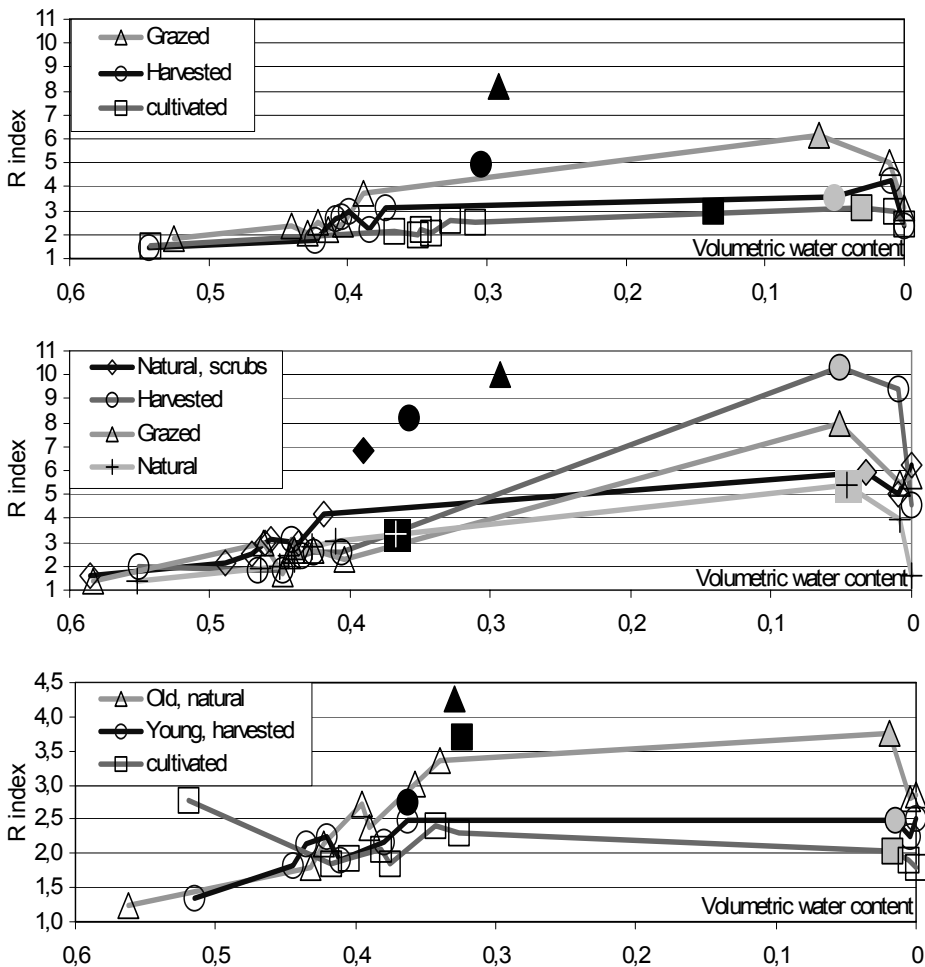 R index
11
10
9
8
7
6
5
4
3
2
1
Grazed
Harvested
cultivated
Volumetric water content
0,6 0,5 0,4 0,3 0,2 0,1 0
11
10
9
8
7
6
5
4
3
2
1
Natural, scrubs
Harvested
Grazed
Natural
Volumetric water content
0,6 0,5 0,4 0,3 0,2 0,1 0
R index
4,5
4,0
3,5
3,0
2,5
2,0
1,5
1,0
Old, natural
Young, harvested
cultivated
Volumetric water content
0,6 0,5 0,4 0,3 0,2 0,1 0